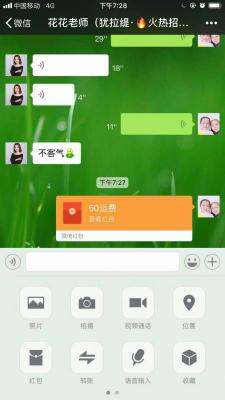 中国移动 4G 下午7:28
微信 花花老师（犹拉缇·🔥火热招...
29''
11''
不客气
下午7:27
50运费
查看红包
微信红包
照片 拍摄 视频通话 位置
红包 转账 语音输入 收藏